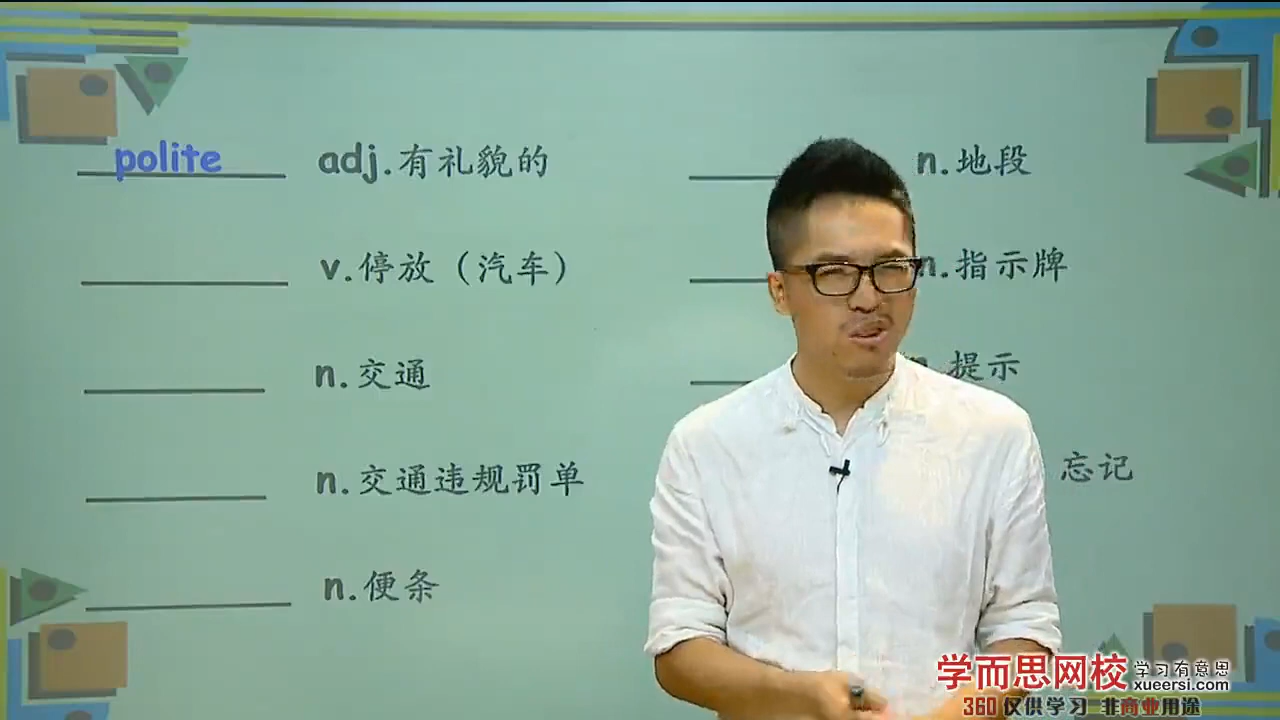 polite adj.有礼貌的
n.地段
v.停放（汽车）
n.指示牌
n.交通
n.提示
n.交通违规罚单
忘记
n.便条
学而思网校 学习有意思
xueersi.com
360 仅供学习 非商业用途